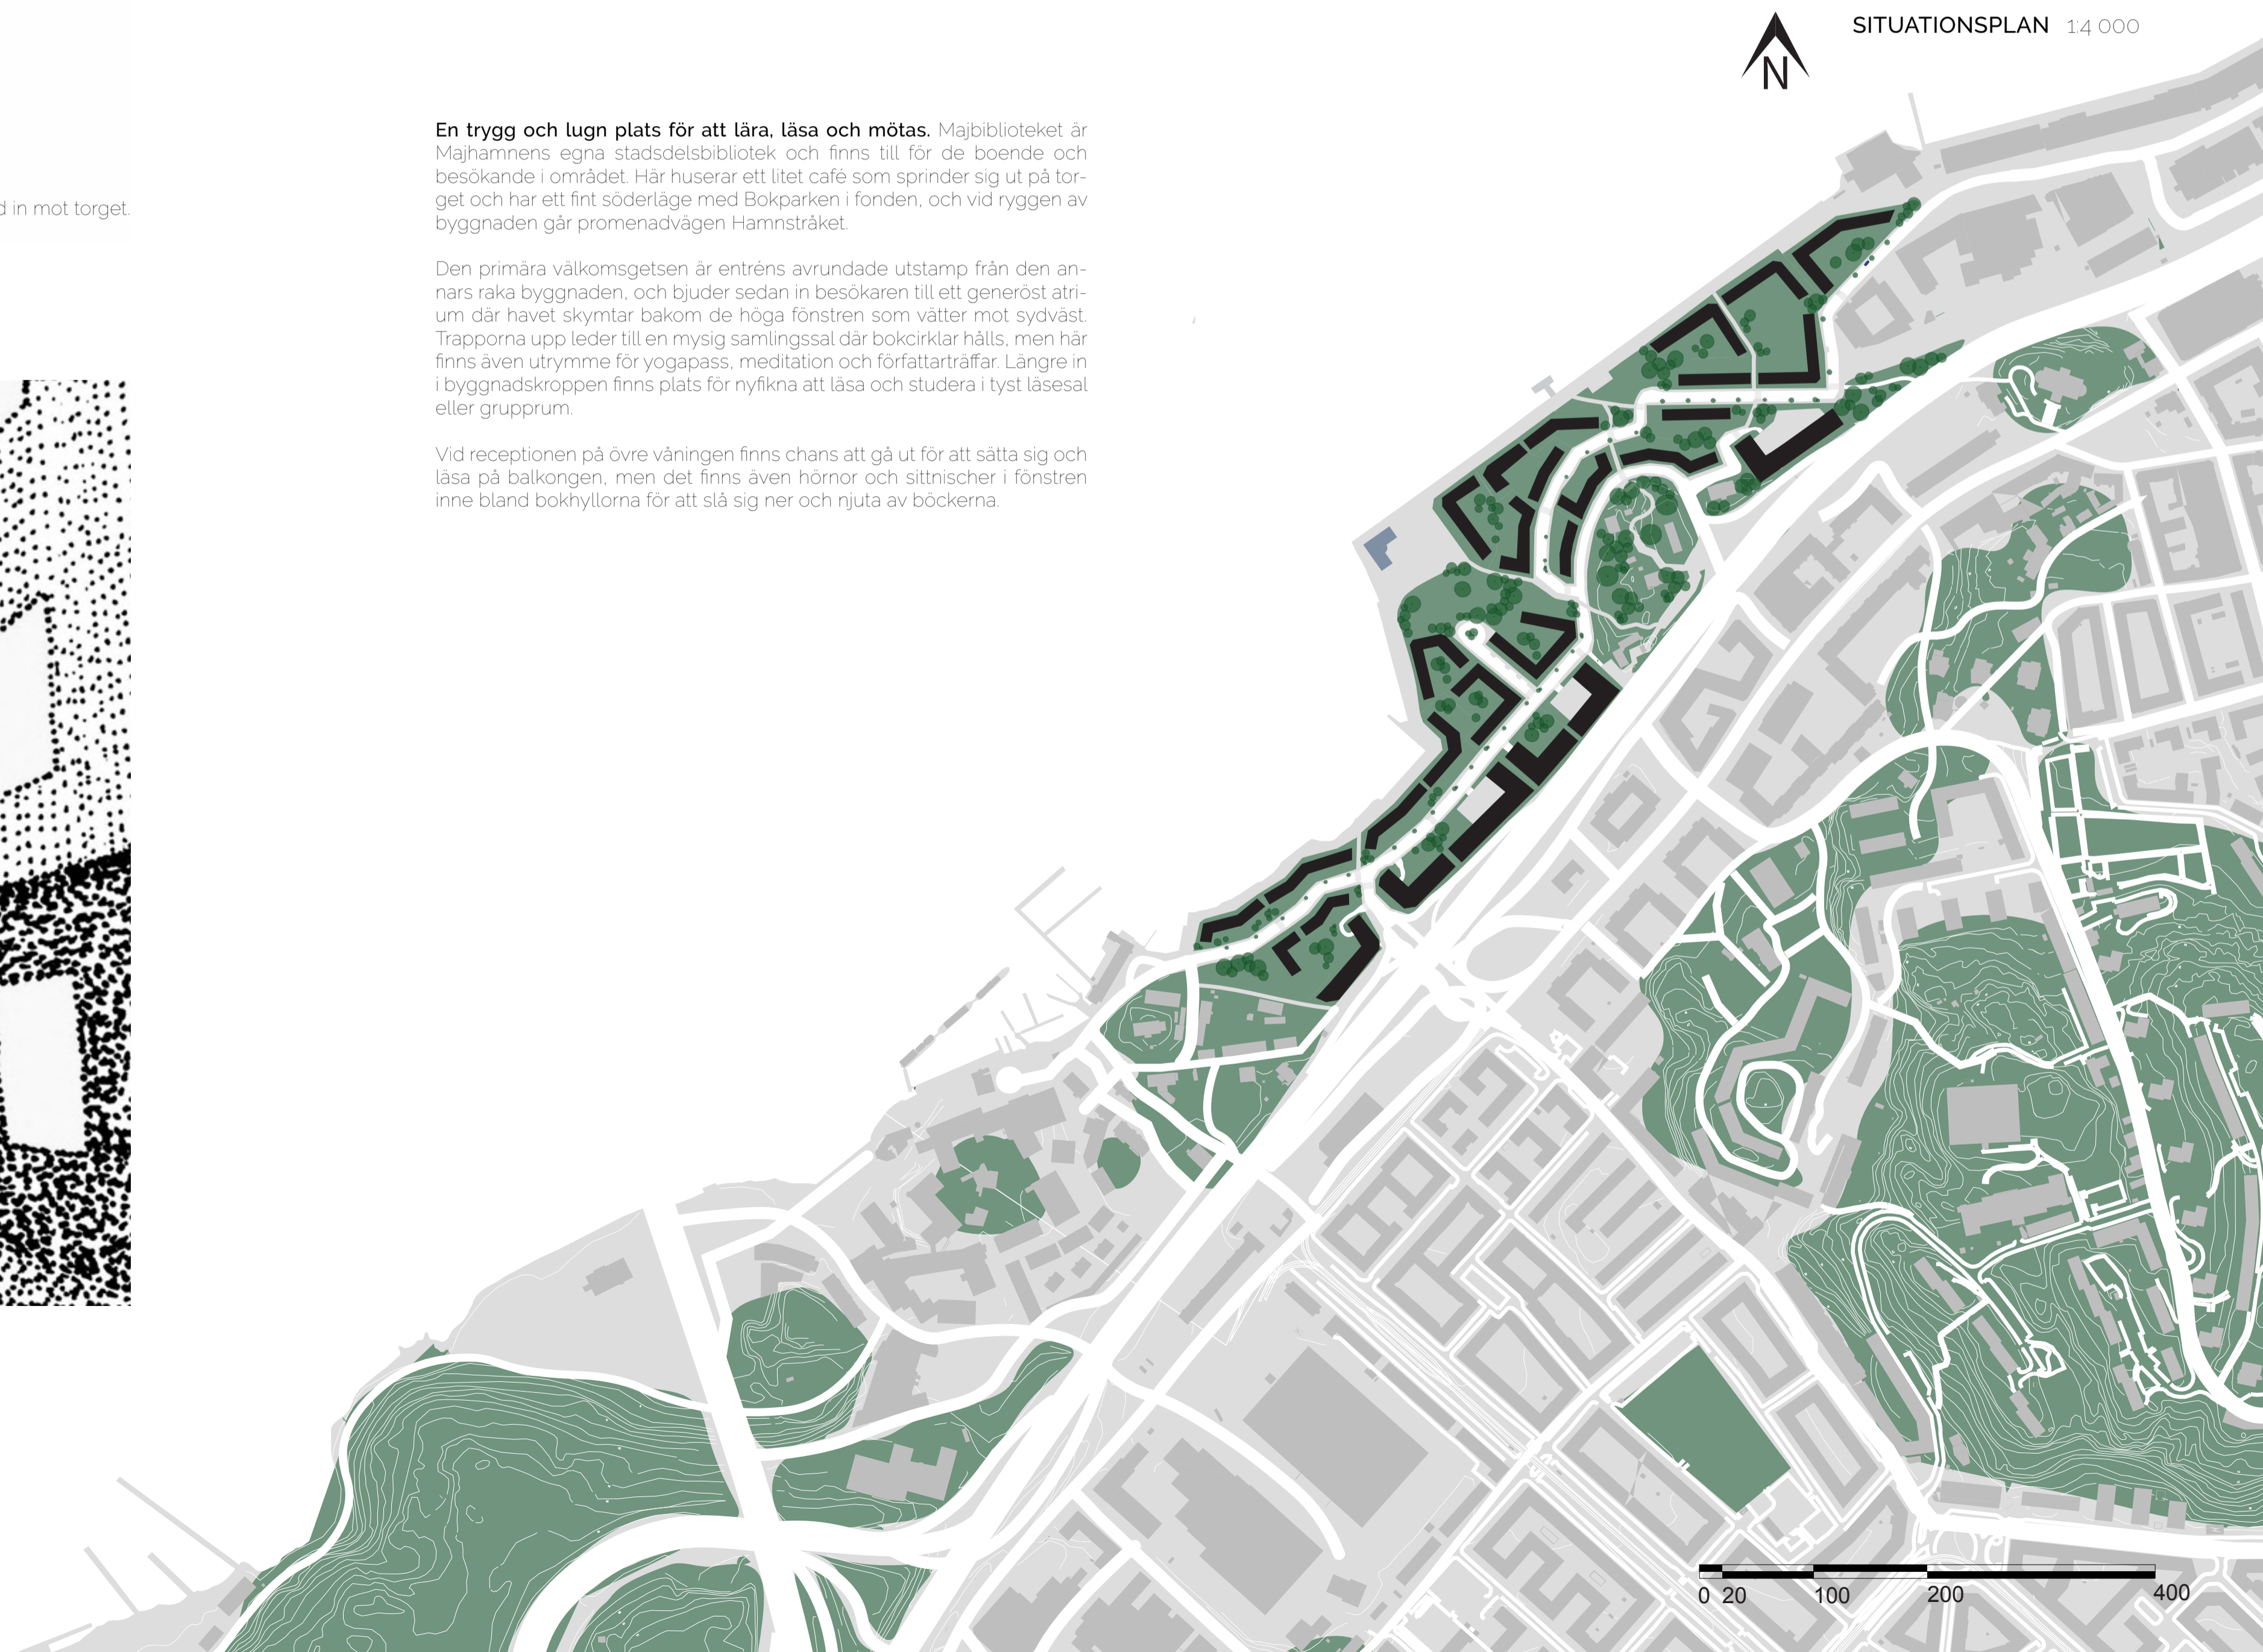 SITUATIONSPLAN 1:4 000
N
d in mot torget.
En trygg och lugn plats för att lära, läsa och mötas. Majbiblioteket är
Majhamnens egna stadsdelsbibliotek och finns till för de boende och
besökande i området. Här huserar ett litet café som sprinder sig ut på tor-
get och har ett fint söderläge med Bokparken i fonden, och vid ryggen av
byggnaden går promenadvägen Hamnstråket.
Den primära välkomsgetsen är entréns avrundade utstamp från den an-
nars raka byggnaden, och bjuder sedan in besökaren till ett generöst atri-
um där havet skymtar bakom de höga fönstren som vätter mot sydväst.
Trapporna upp leder till en mysig samlingssal där bokcirklar hålls, men här
finns även utrymme för yogapass, meditation och författarträffar. Längre in
i byggnadskroppen finns plats för nyfikna att läsa och studera i tyst läsesal
eller grupprum.
Vid receptionen på övre våningen finns chans att gå ut för att sätta sig och
läsa på balkongen, men det finns även hörnor och sittnischer i fönstren
inne bland bokhyllorna för att slå sig ner och njuta av böckerna.
0 20 100 200 400